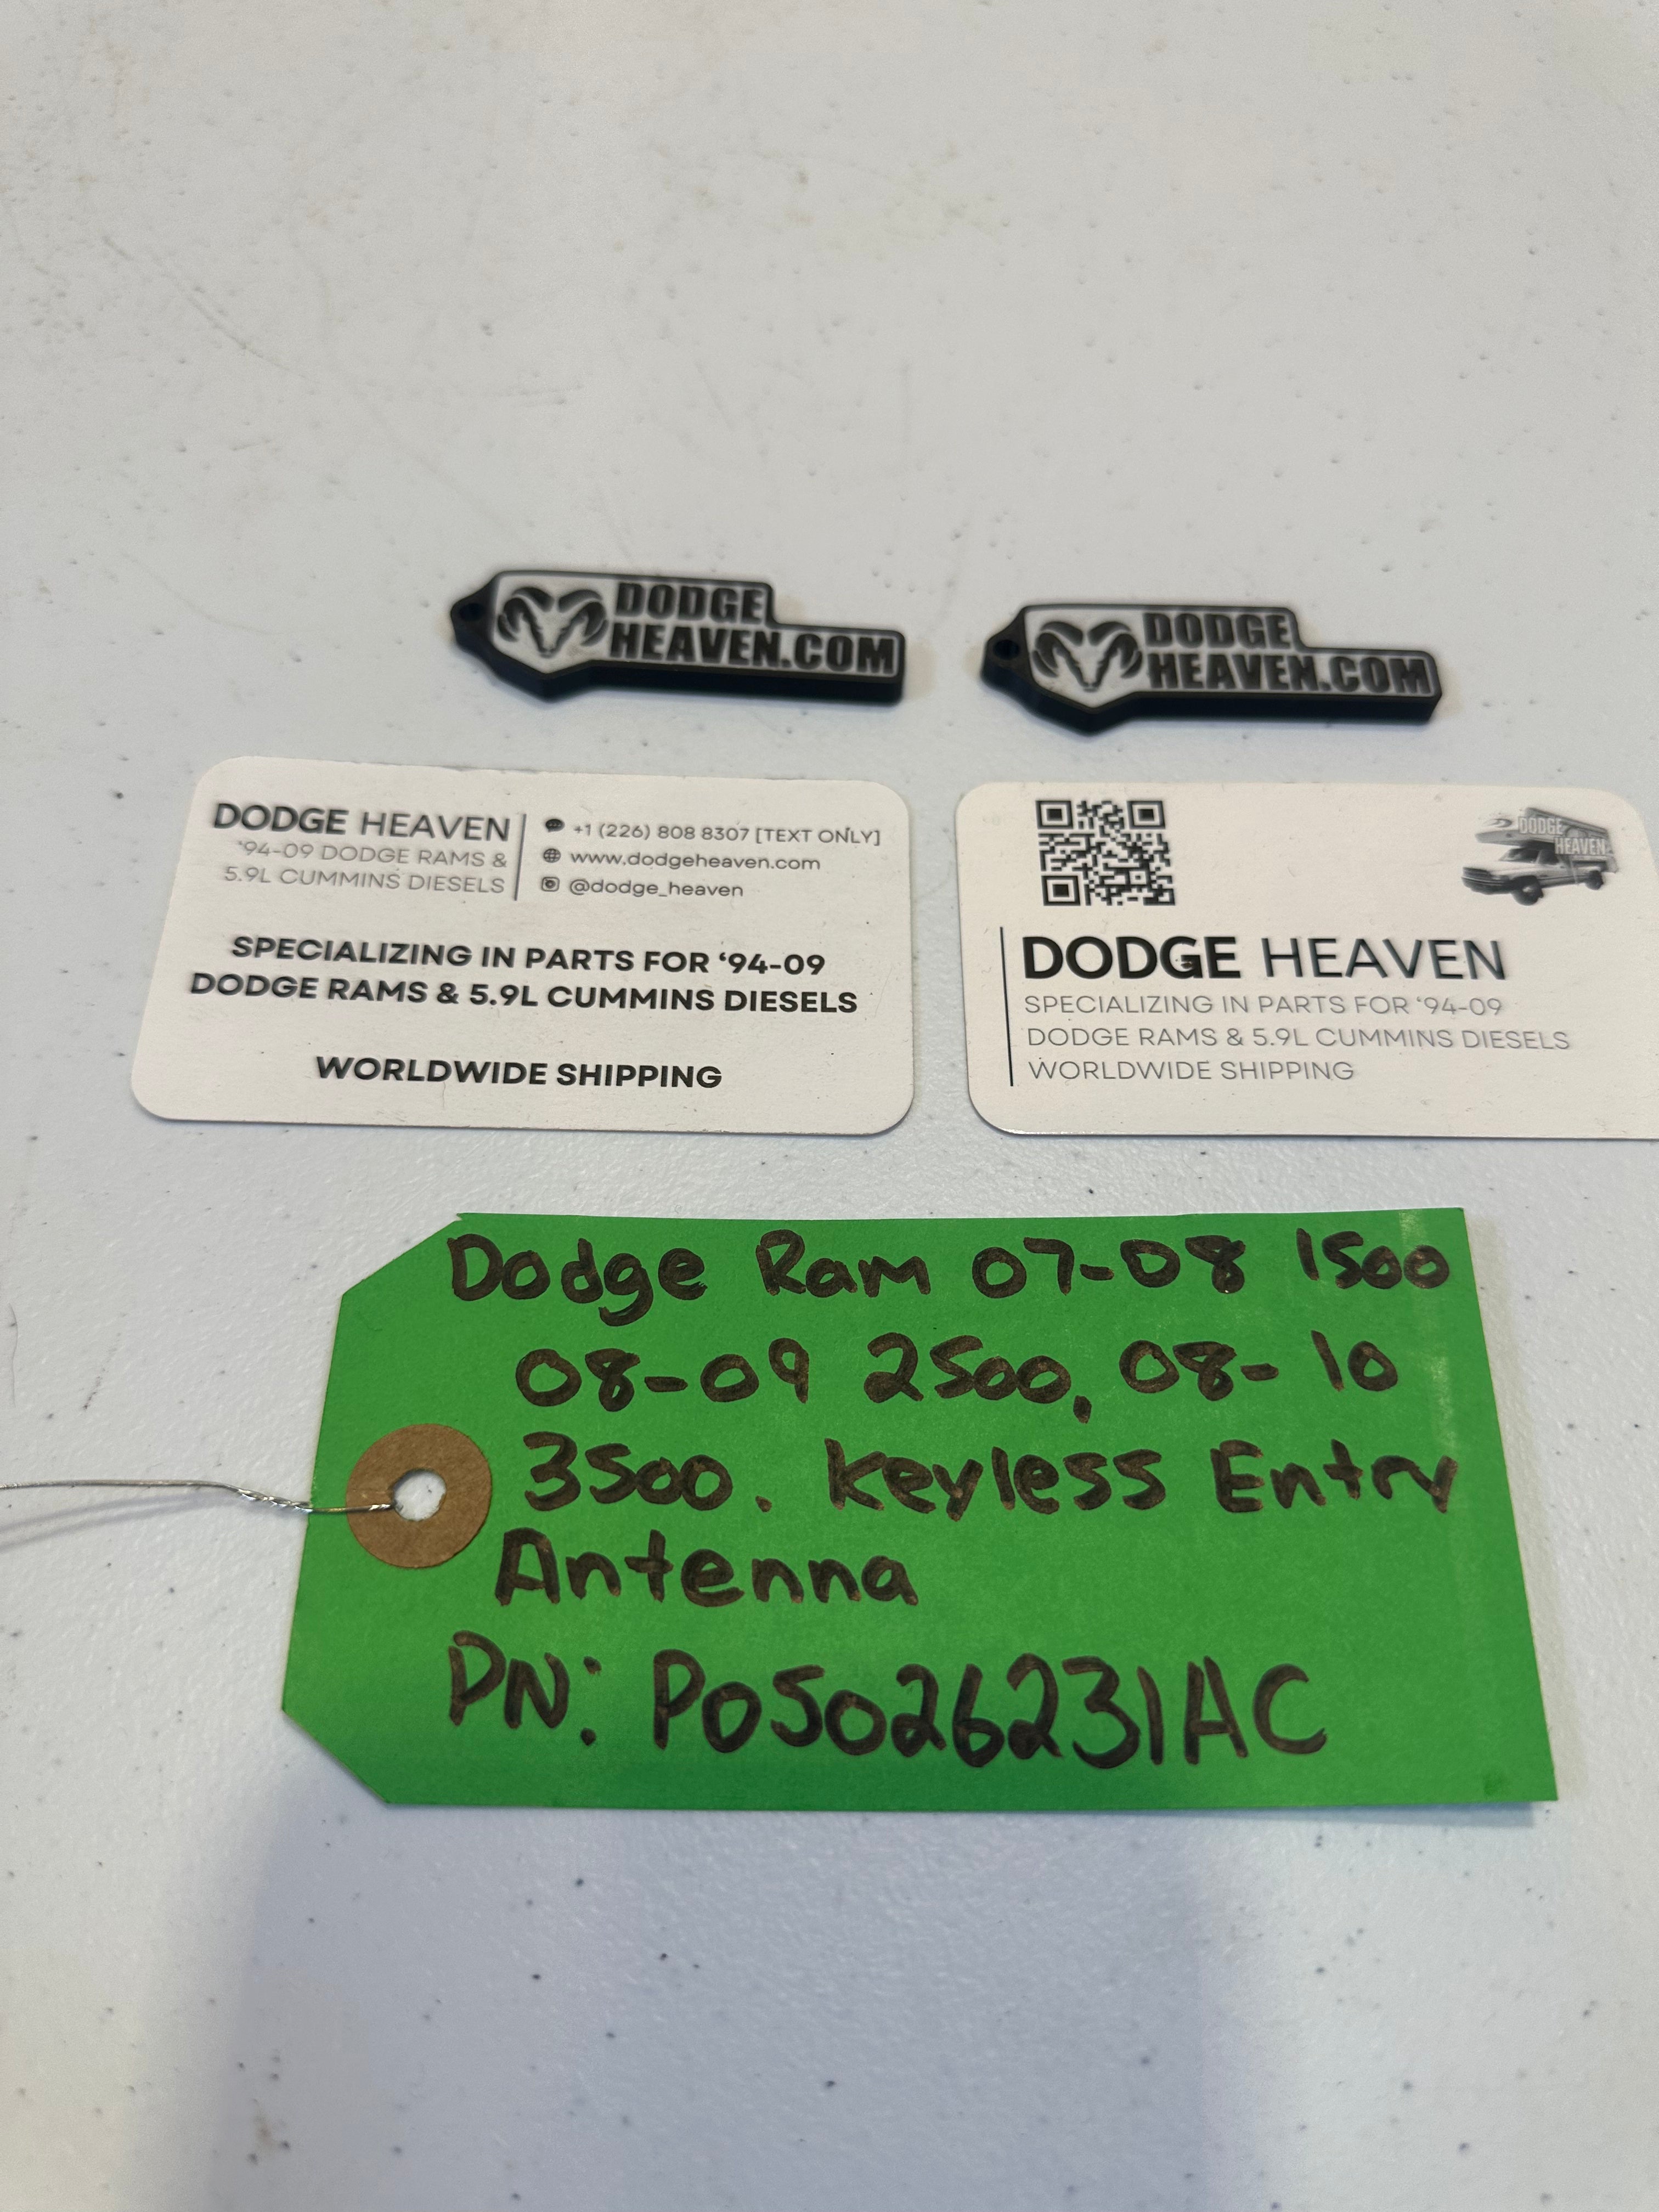 DODGE
HEAVEN.COM
DODGE
HEAVEN.COM
DODGE HEAVEN
'94-09 DODGE RAMS &
5.9L CUMMINS DIESELS
+1 (226) 808 8307 [TEXT ONLY]
www.dodgeheaven.com
@dodge_heaven
SPECIALIZING IN PARTS FOR ‘94-09
DODGE RAMS & 5.9L CUMMINS DIESELS
WORLDWIDE SHIPPING
DODGE
HEAVEN
DODGE HEAVEN
SPECIALIZING IN PARTS FOR ‘94-09
DODGE RAMS & 5.9L CUMMINS DIESELS
WORLDWIDE SHIPPING
Dodge Ram 07-08 1500
08-09 2500, 08-10
3500. Keyless Entry
Antenna
PN: P05026231AC